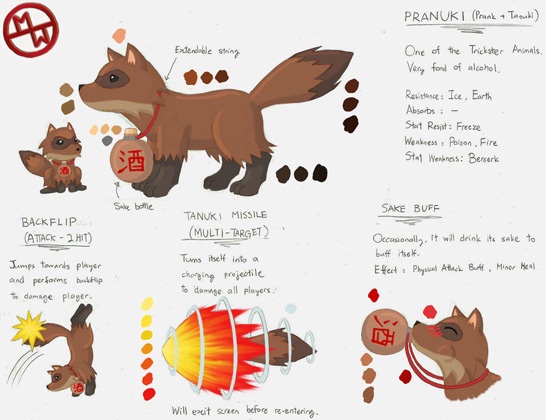 MW
PRANUKI (Prank + Tanuki)
One of the Trickster Animals.
Very fond of alcohol.
Resistance: Ice, Earth
Absorbs: —
Stat Resist: Freeze
Weakness: Poison, Fire
Stat Weakness: Berserk
Extendable string
酒
酒
Sake bottle
BACKFLIP
(ATTACK - 2 HIT)
Jumps towards player
and performs backflip
to damage player.
TANUKI MISSILE
(MULTI-TARGET)
Turns itself into a
charging projectile
to damage all players.
Will exit screen before re-entering.
SAKE BUFF
Occasionally, it will drink its sake to
buff itself.
Effect: Physical Attack Buff, Minor Heal
酒